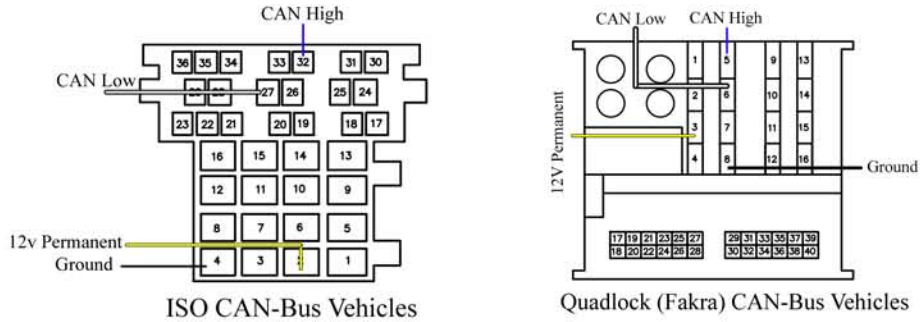 CAN High
CAN Low
36 35 34 33 32 31 30
27 26 25 24
23 22 21 20 19 18 17
16 15 14 13
12 11 10 9
8 7 6 5
12v Permanent
Ground
4 3 1
ISO CAN-Bus Vehicles
CAN Low
CAN High
1 5 9 13
2 6 10 14
3 7 11 15
12V Permanent
4 8 12 16
Ground
17 19 21 23 25 27 29 31 33 35 37 39
18 20 22 24 26 28 30 32 34 36 38 40
Quadlock (Fakra) CAN-Bus Vehicles